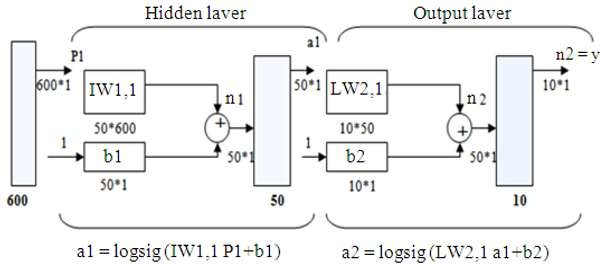 Hidden laver
Output laver
P1
600*1
IW1,1
50*600
n1
+
1
b1
50*1
50*1
600
50
a1
50*1
LW2,1
10*50
n2
+
1
b2
10*1
50*1
10
n2 = y
10*1
a1 = logsig (IW1,1 P1+b1)
a2 = logsig (LW2,1 a1+b2)